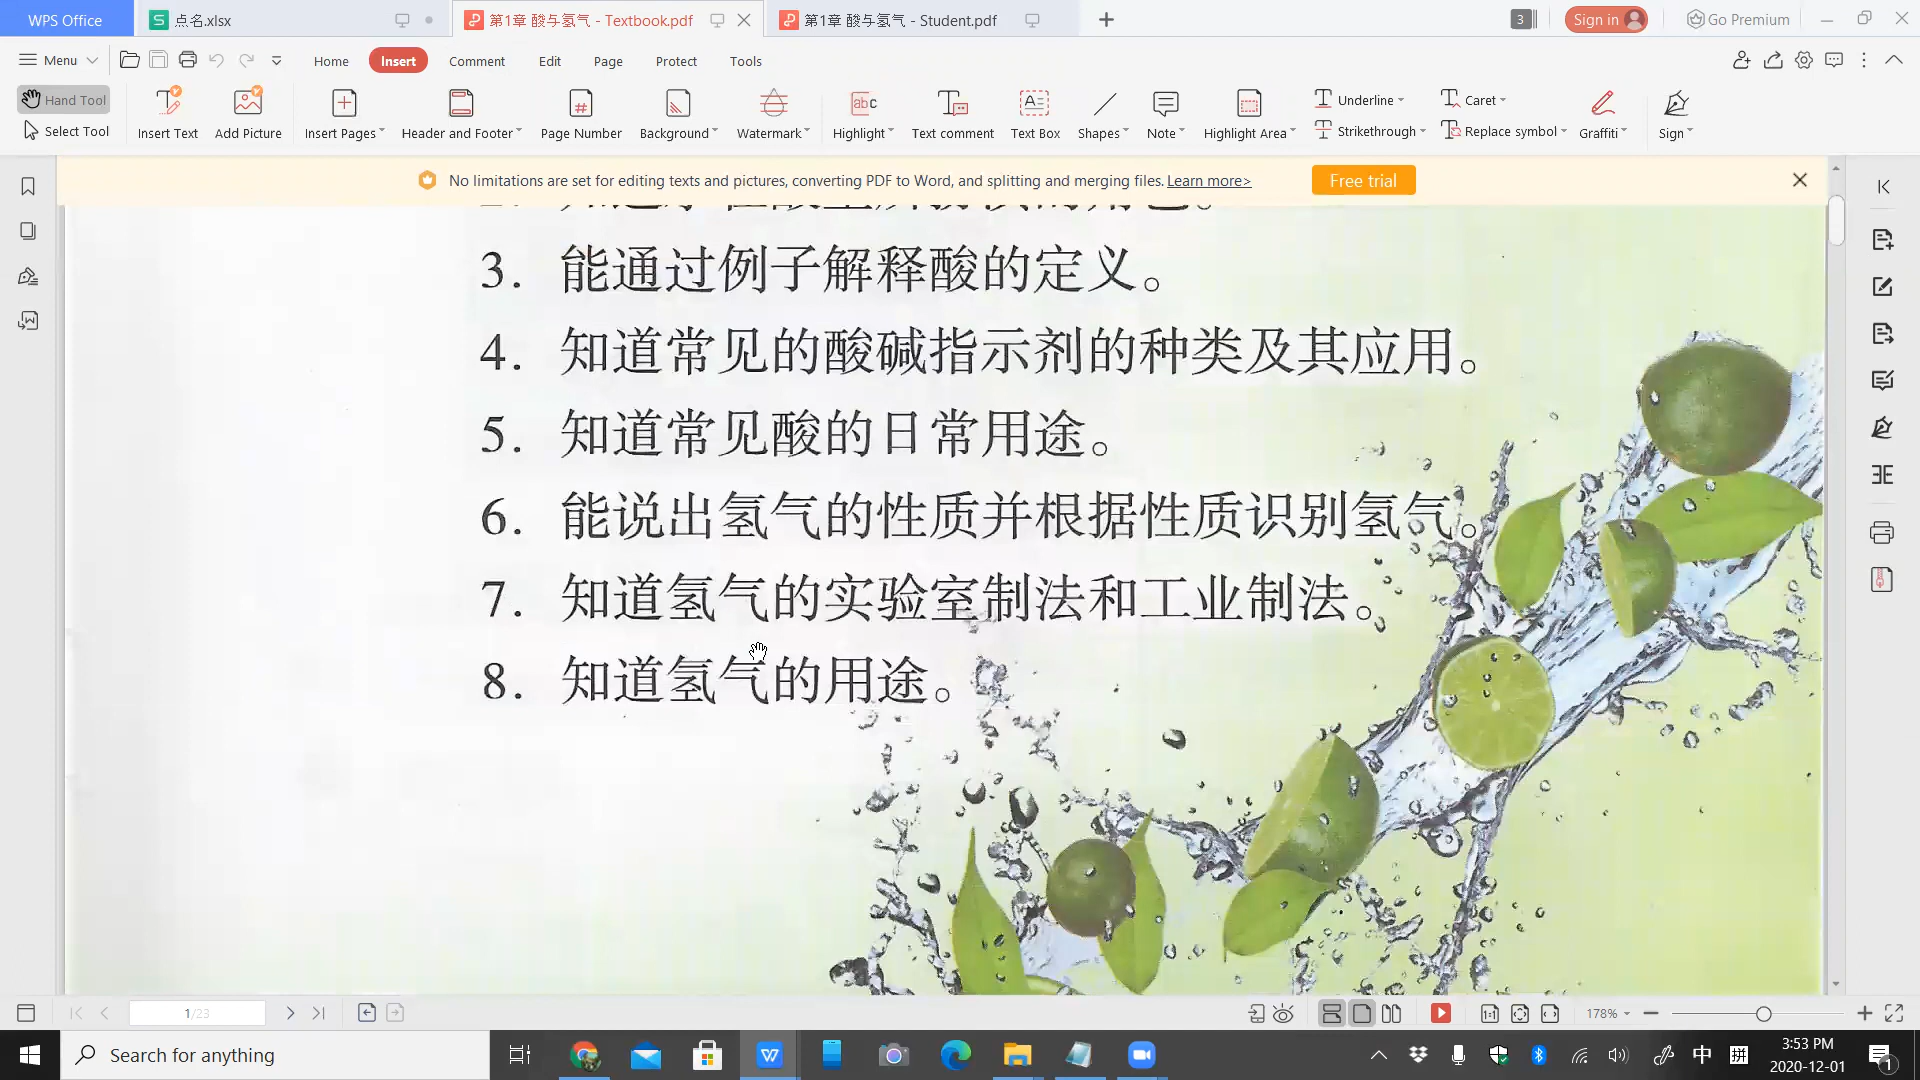 WPS Office
点名.xlsx
第1章 酸与氢气 - Textbook.pdf
第1章 酸与氢气 - Student.pdf
3
Sign in
Go Premium
Menu
Home
Insert
Comment
Edit
Page
Protect
Tools
Hand Tool
Select Tool
Insert Text
Add Picture
Insert Pages
Header and Footer
Page Number
Background
Watermark
Highlight
Text comment
Text Box
Shapes
Note
Highlight Area
Underline
Strikethrough
Caret
Replace symbol
Graffiti
Sign
No limitations are set for editing texts and pictures, converting PDF to Word, and splitting and merging files. Learn more>
Free trial
3. 能通过例子解释酸的定义。
4. 知道常见的酸碱指示剂的种类及其应用。
5. 知道常见酸的日常用途。
6. 能说出氢气的性质并根据性质识别氢气。
7. 知道氢气的实验室制法和工业制法。
8. 知道氢气的用途。
1/23
178%
Search for anything
中
拼
3:53 PM
2020-12-01
1